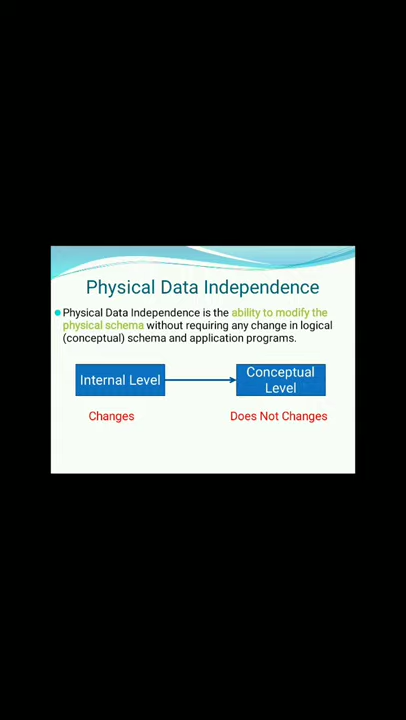 Physical Data Independence
Physical Data Independence is the ability to modify the
physical schema without requiring any change in logical
(conceptual) schema and application programs.
Internal Level
Conceptual
Level
Changes
Does Not Changes